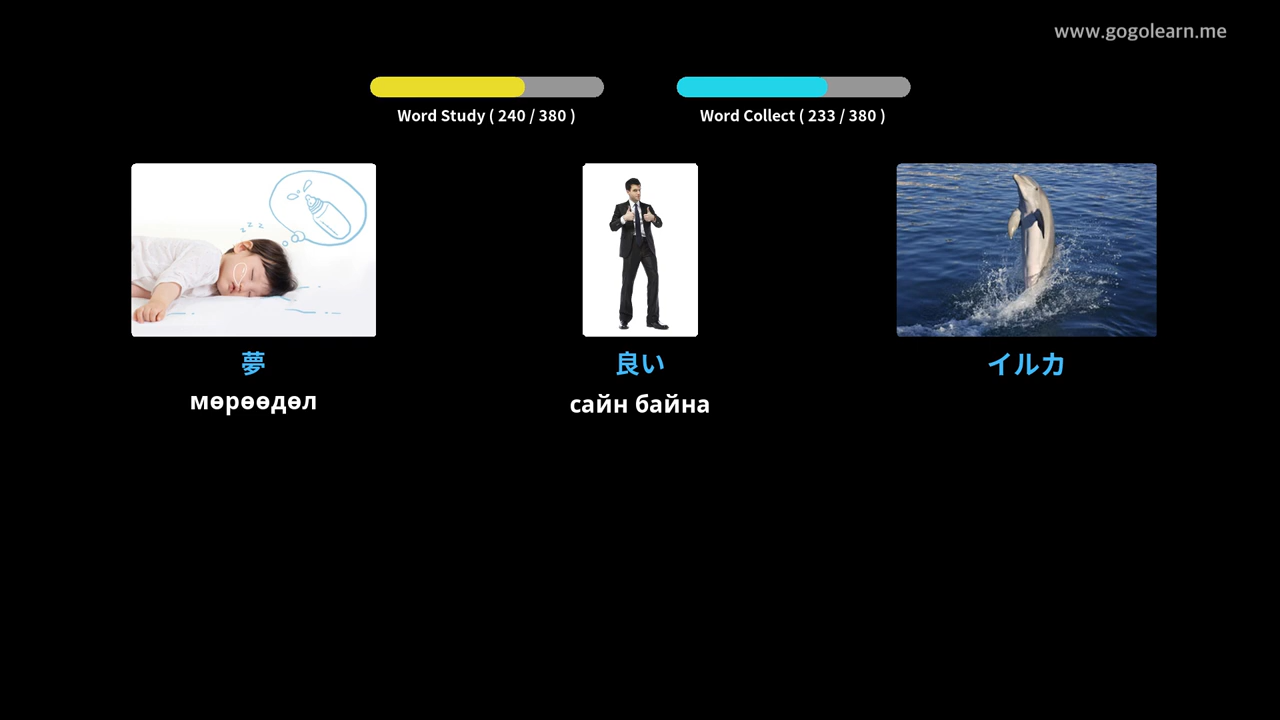 www.gogolearn.me
Word Study ( 240 / 380 )
Word Collect ( 233 / 380 )
z z z
夢
良い
イルカ
мөрөөдөл
сайн байна